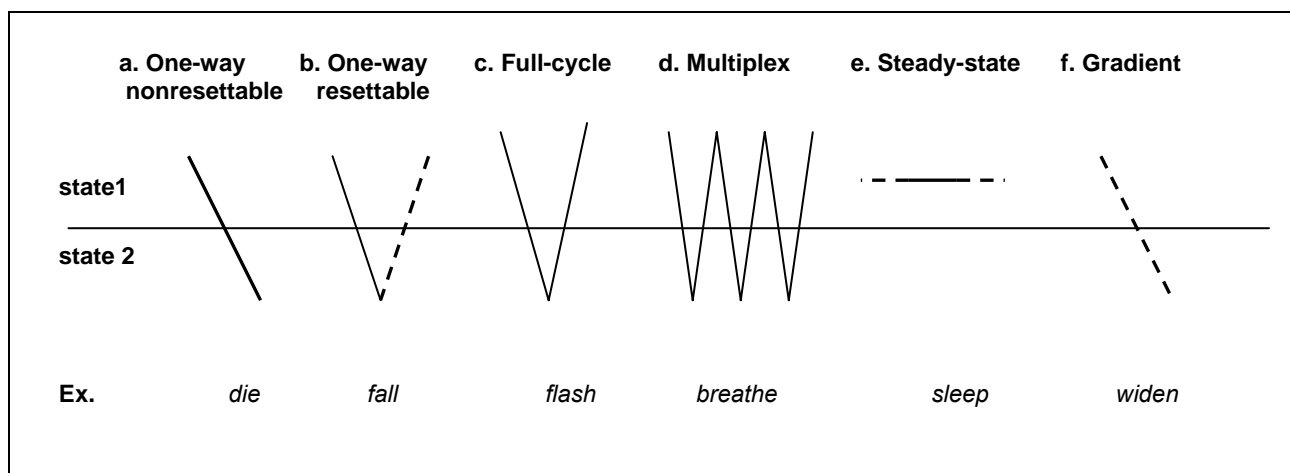 a. One-way b. One-way c. Full-cycle d. Multiplex e. Steady-state f. Gradient
nonresettable resettable
state1
state 2
Ex. die fall flash breathe sleep widen